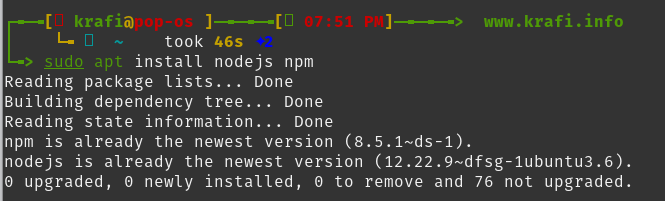 [ krafi@pop-os ][ 07:51 PM]> www.krafi.info
~ took 46s +2
> sudo apt install nodejs npm
Reading package lists... Done
Building dependency tree... Done
Reading state information... Done
npm is already the newest version (8.5.1~ds-1).
nodejs is already the newest version (12.22.9~dfsg-1ubuntu3.6).
0 upgraded, 0 newly installed, 0 to remove and 76 not upgraded.